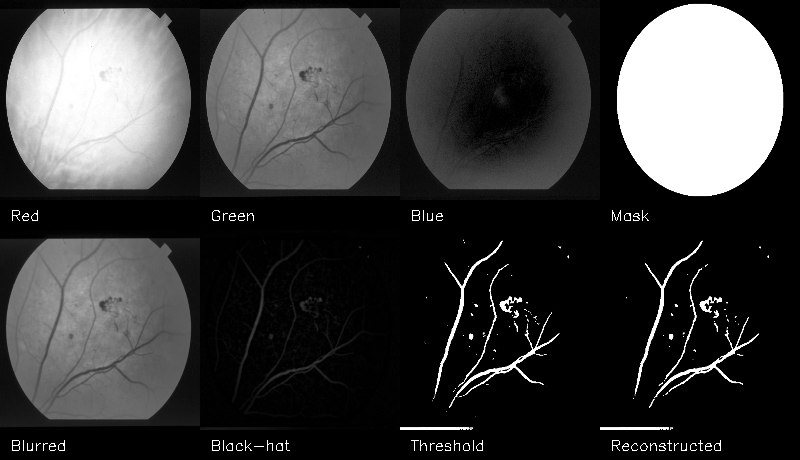 Red
Green
Blue
Mask
Blurred
Black-hat
Threshold
Reconstructed